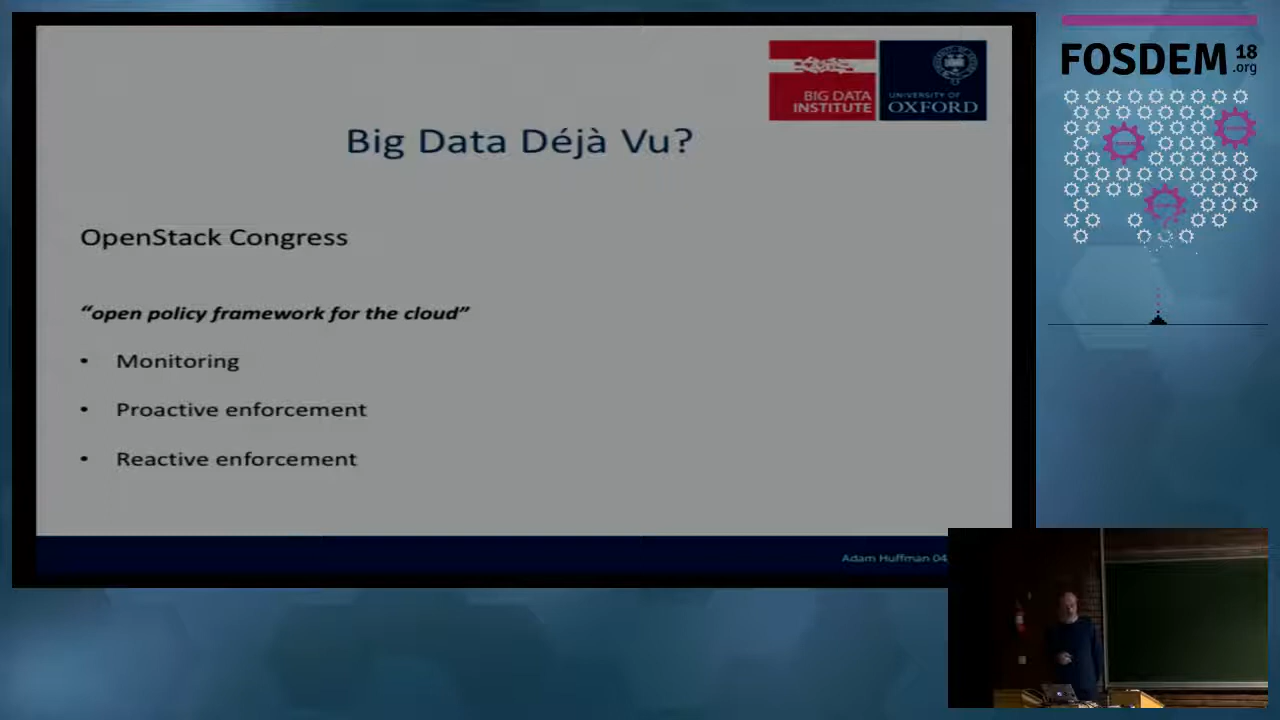 BIG DATA
INSTITUTE
UNIVERSITY OF
OXFORD
Big Data Déjà Vu?
OpenStack Congress
“open policy framework for the cloud”
• Monitoring
• Proactive enforcement
• Reactive enforcement
Adam Huffman 04
FOSDEM 18
.org